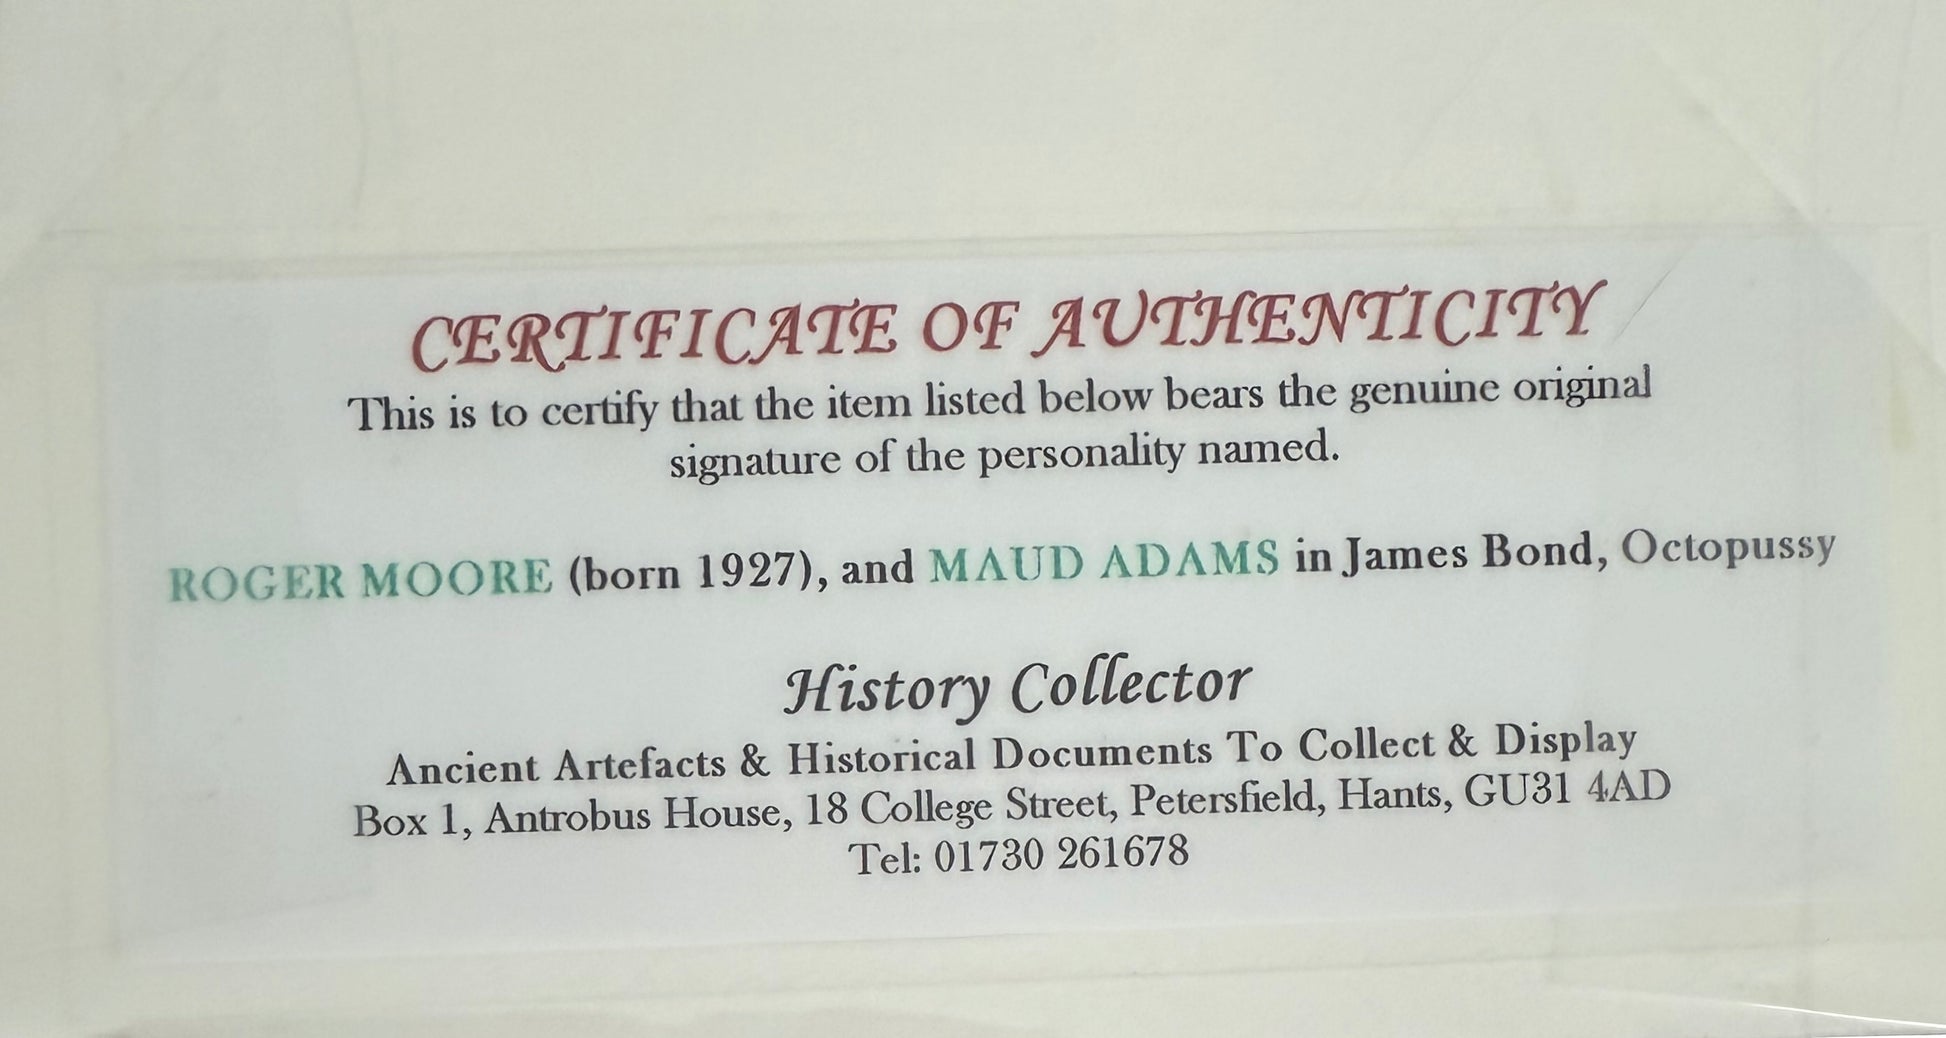 CERTIFICATE OF AUTHENTICITY
This is to certify that the item listed below bears the genuine original
signature of the personality named.
ROGER MOORE (born 1927), and MAUD ADAMS in James Bond, Octopussy
History Collector
Ancient Artefacts & Historical Documents To Collect & Display
Box 1, Antrobus House, 18 College Street, Petersfield, Hants, GU31 4AD
Tel: 01730 261678